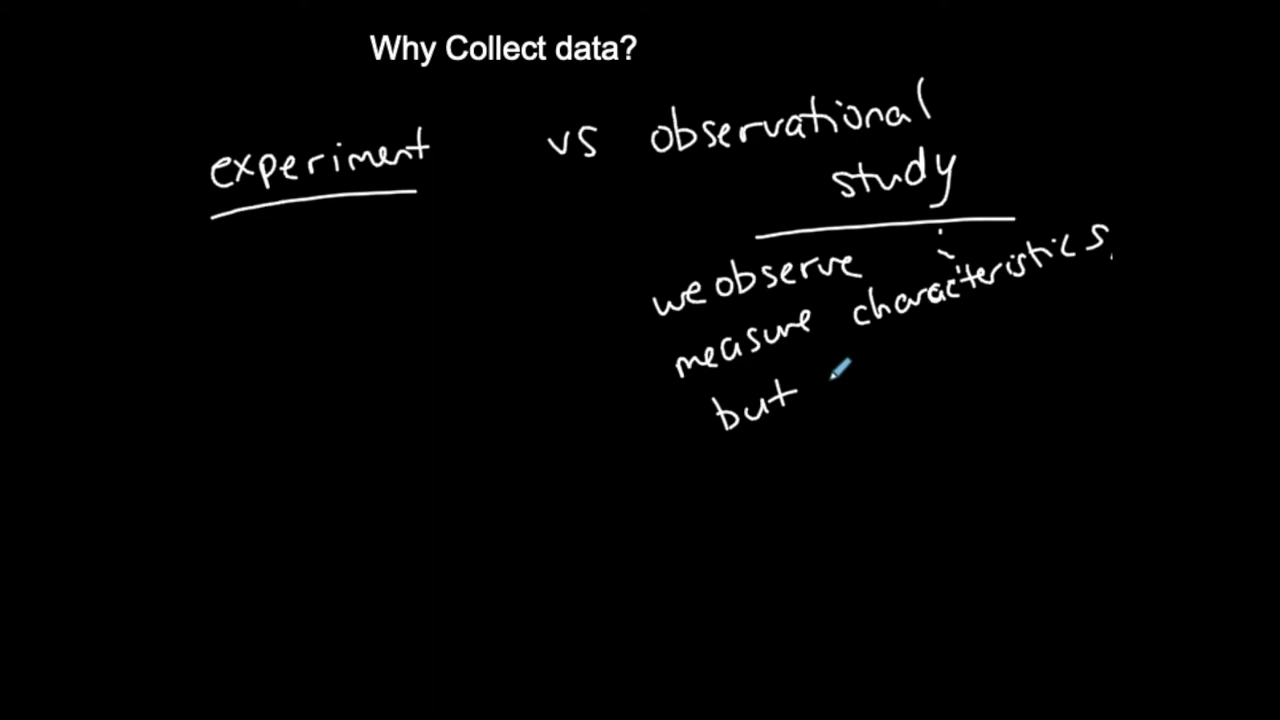 Why Collect data?
experiment vs observational
study
we observe
measure characteristics,
but